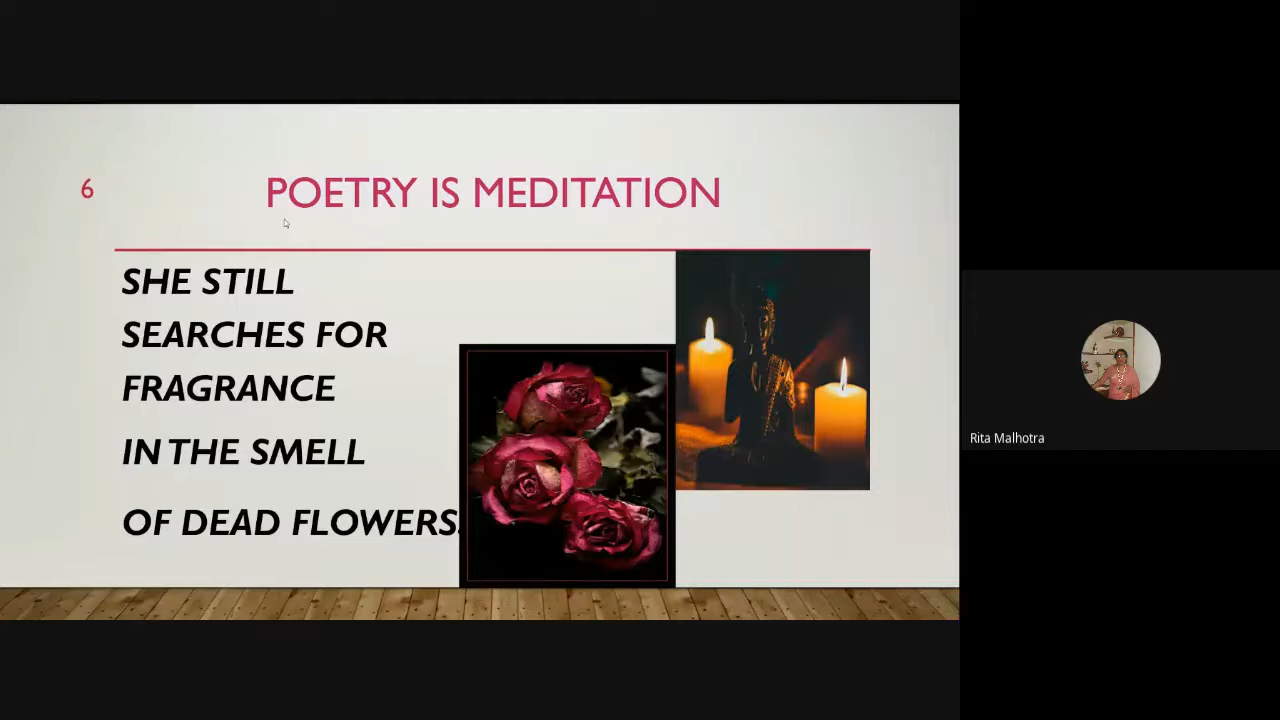 6
POETRY IS MEDITATION
SHE STILL
SEARCHES FOR
FRAGRANCE
IN THE SMELL
OF DEAD FLOWERS.
Rita Malhotra